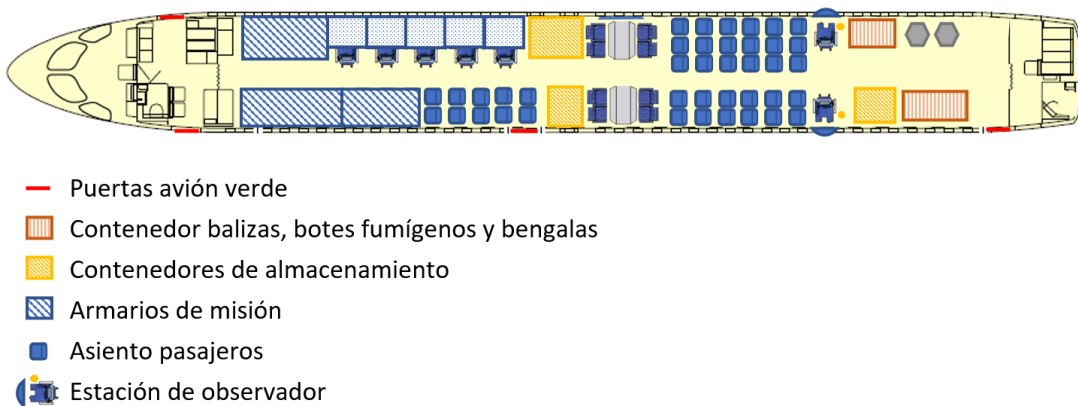 Puertas avión verde
Contenedor balizas, botes fumígenos y bengalas
Contenedores de almacenamiento
Armarios de misión
Asiento pasajeros
Estación de observador